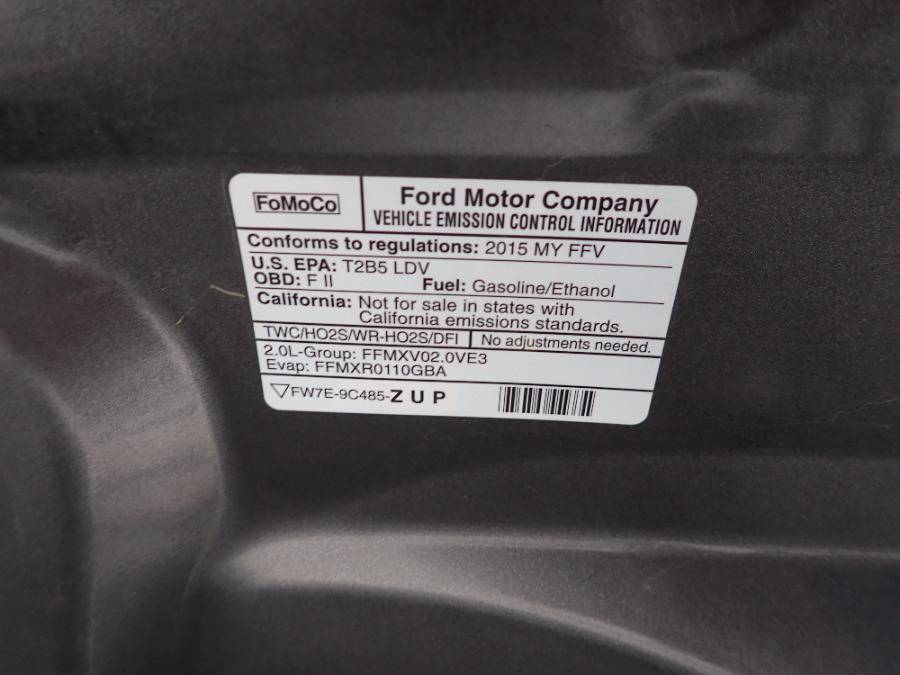 FoMoCo
Ford Motor Company
VEHICLE EMISSION CONTROL INFORMATION
Conforms to regulations: 2015 MY FFV
U.S. EPA: T2B5 LDV
OBD: F II Fuel: Gasoline/Ethanol
California: Not for sale in states with
California emissions standards.
TWC/HO2S/WR-HO2S/DFI No adjustments needed.
2.0L-Group: FFMXV02.0VE3
Evap: FFMXR0110GBA
FW7E-9C485-ZUP